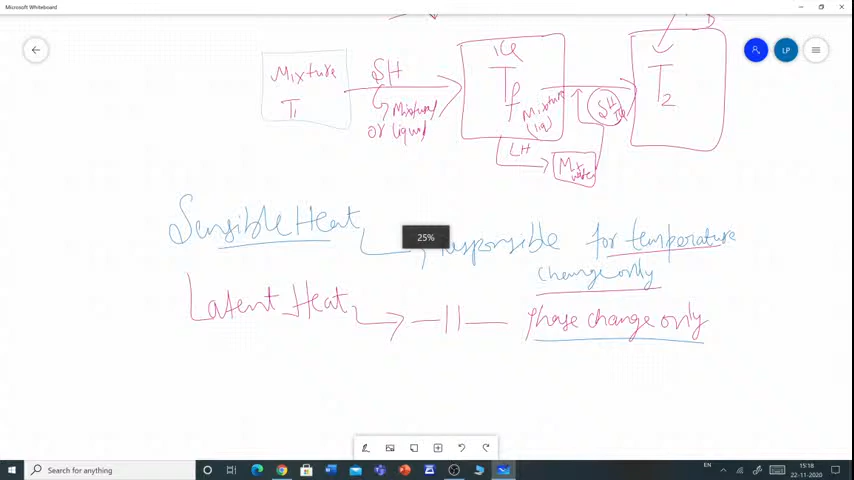 Microsoft Whiteboard
LP
Mixture
T1
SH
Mixture
or liquid
ice
Tf
Mixture
(liq)
LH
Mix
water
SH
T2
Sensible Heat
responsible for temperature
change only
25%
Latent Heat
—||— phase change only
Search for anything
EN
15:18
22-11-2020